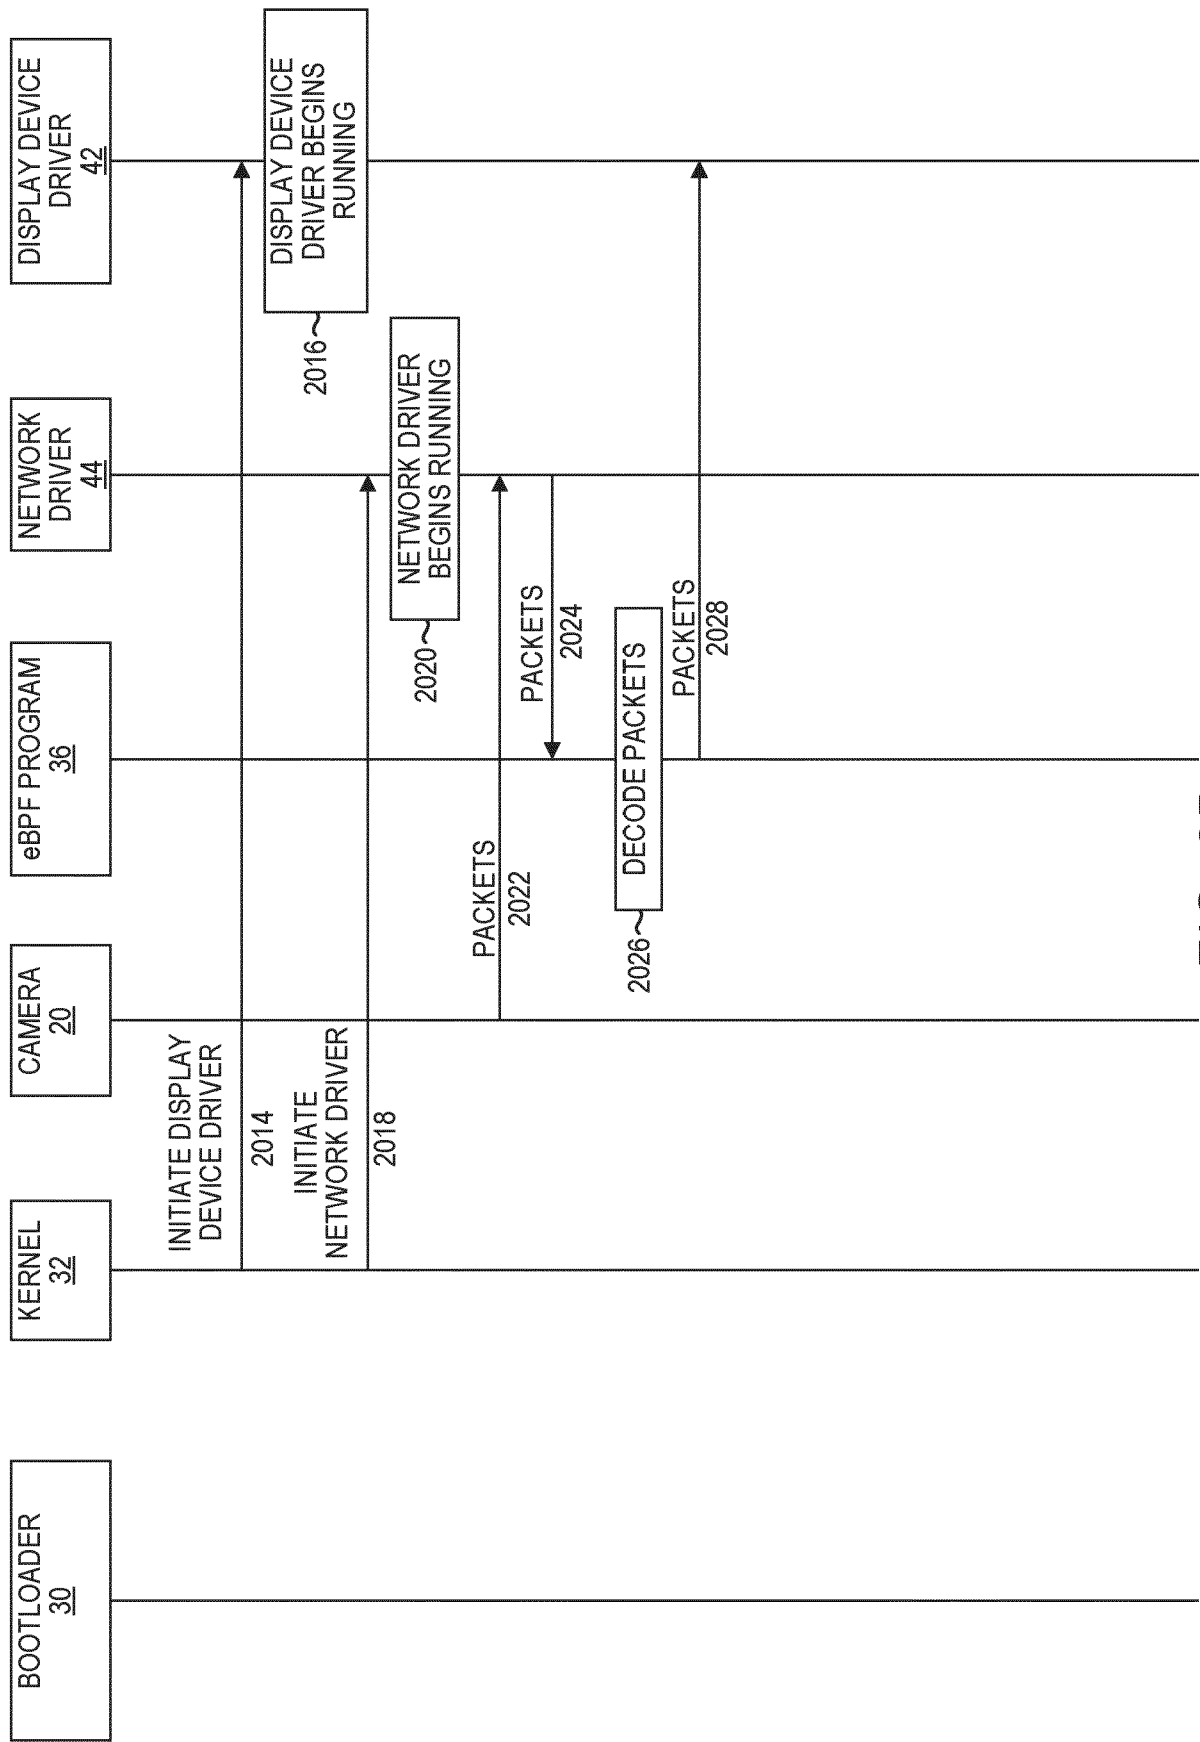 BOOTLOADER
30
KERNEL
32
CAMERA
20
eBPF PROGRAM
36
NETWORK
DRIVER
44
DISPLAY DEVICE
DRIVER
42
INITIATE DISPLAY
DEVICE DRIVER
2014
2016
DISPLAY DEVICE
DRIVER BEGINS
RUNNING
INITIATE
NETWORK DRIVER
2018
2020
NETWORK DRIVER
BEGINS RUNNING
PACKETS
2022
PACKETS
2024
2026
DECODE PACKETS
PACKETS
2028